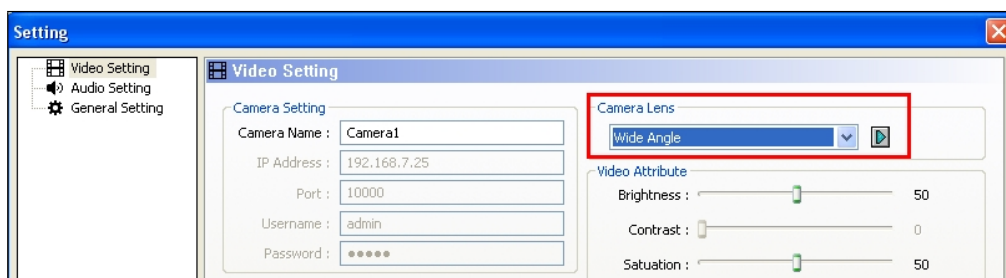 Setting
Video Setting
Audio Setting
General Setting
Video Setting
Camera Setting
Camera Name : Camera1
IP Address : 192.168.7.25
Port : 10000
Username : admin
Password : ●●●●●
Camera Lens
Wide Angle
Video Attribute
Brightness : 50
Contrast : 0
Satuation : 50